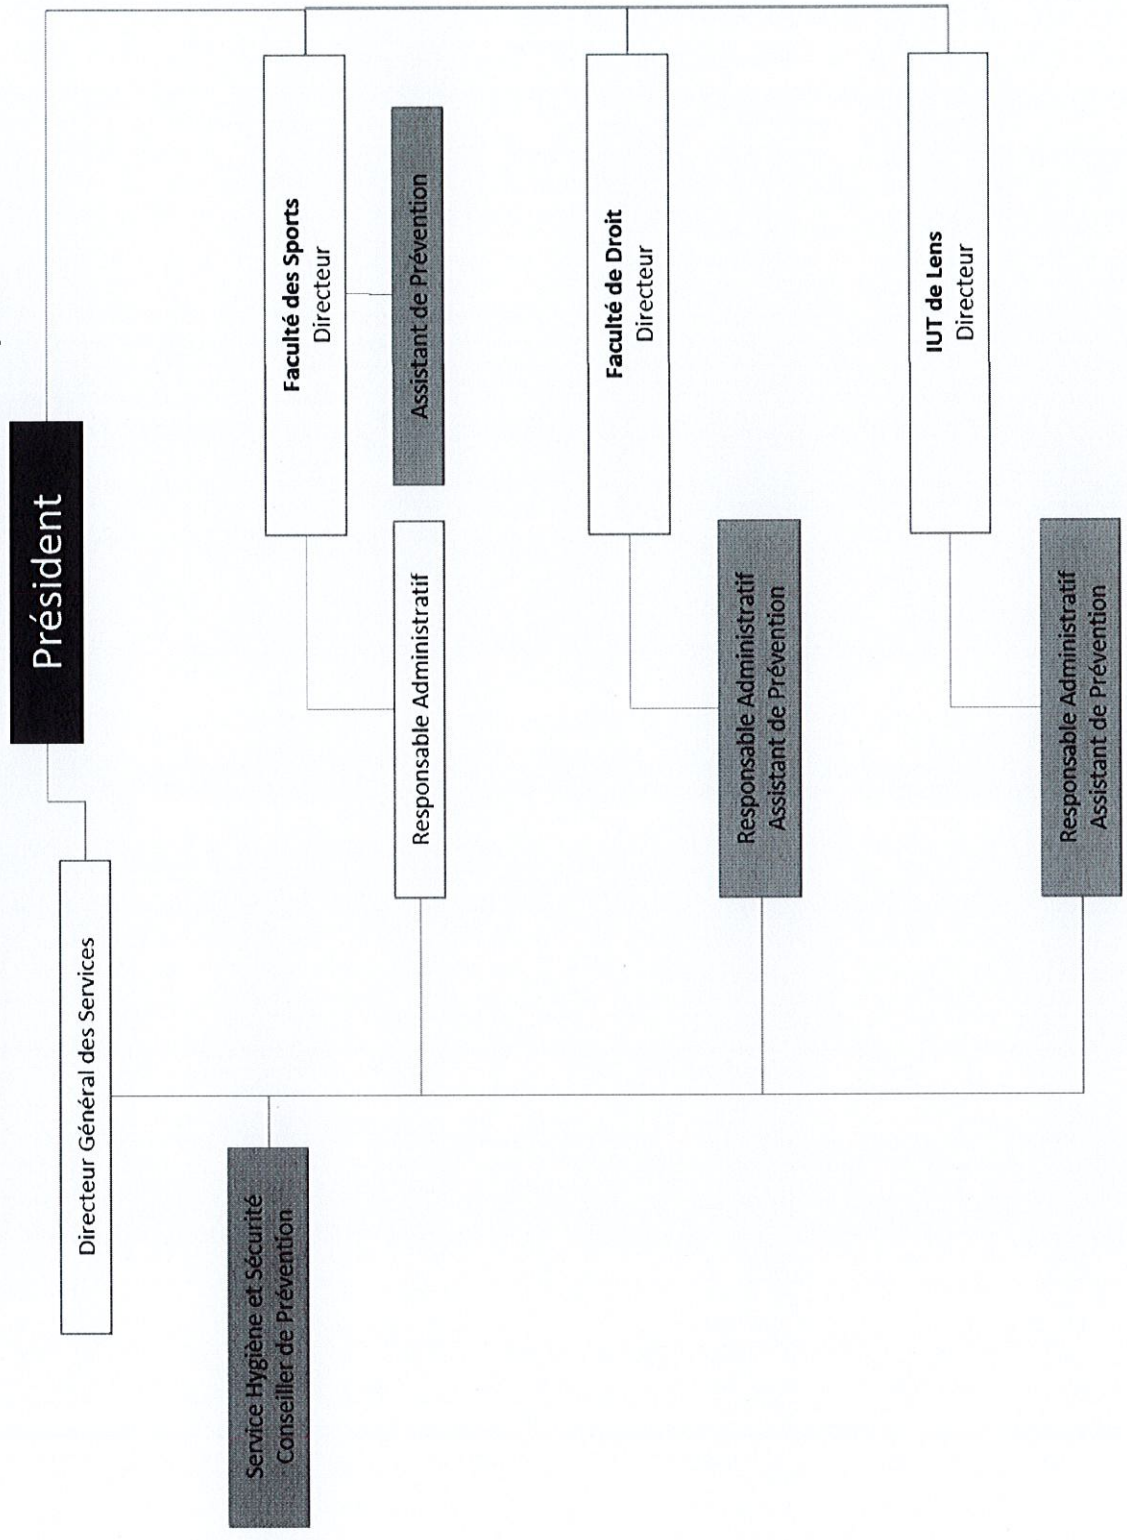 Président
Directeur Général des Services
Service Hygiène et Sécurité
Conseiller de Prévention
Faculté des Sports
Directeur
Responsable Administratif
Assistant de Prévention
Faculté de Droit
Directeur
Responsable Administratif
Assistant de Prévention
IUT de Lens
Directeur
Responsable Administratif
Assistant de Prévention